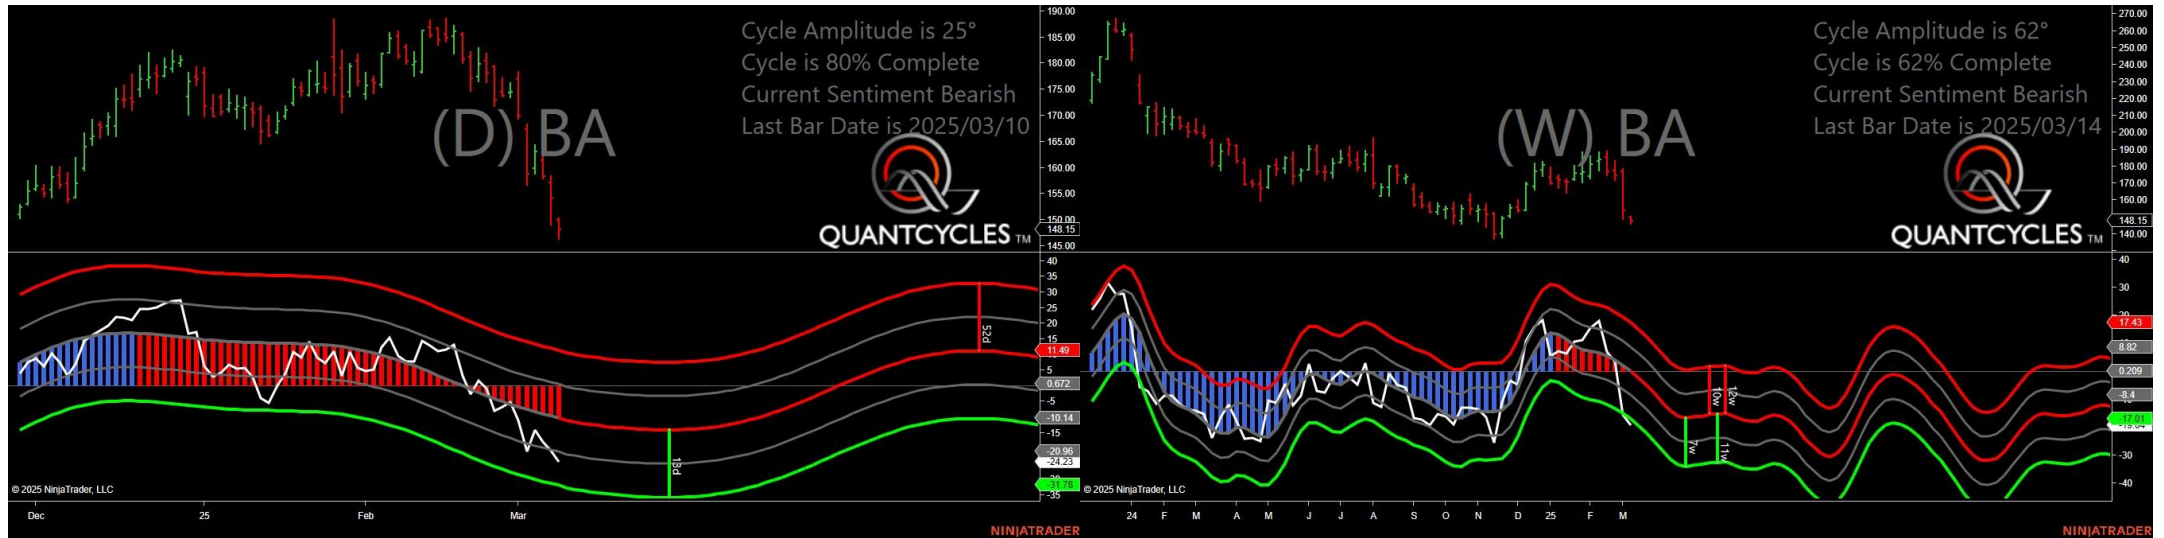 Cycle Amplitude is 25°
Cycle is 80% Complete
Current Sentiment Bearish
Last Bar Date is 2025/03/10
(D) BA
QUANTCYCLES TM
190.00
185.00
180.00
175.00
170.00
165.00
160.00
155.00
150.00
148.15
145.00
40
35
30
25
20
15
11.49
5
0.672
-5
-10.14
-15
-20.96
-24.23
-31.78
-35
52d
13d
© 2025 NinjaTrader, LLC
Dec
25
Feb
Mar
NINJATRADER
Cycle Amplitude is 62°
Cycle is 62% Complete
Current Sentiment Bearish
Last Bar Date is 2025/03/14
(W) BA
QUANTCYCLES TM
270.00
260.00
250.00
240.00
230.00
220.00
210.00
200.00
190.00
180.00
170.00
160.00
148.15
140.00
40
30
17.43
8.82
0.209
-8.4
-17.01
-30
-40
10w
12w
7w
11w
© 2025 NinjaTrader, LLC
24
F
M
A
M
J
J
A
S
O
N
D
25
F
M
NINJATRADER